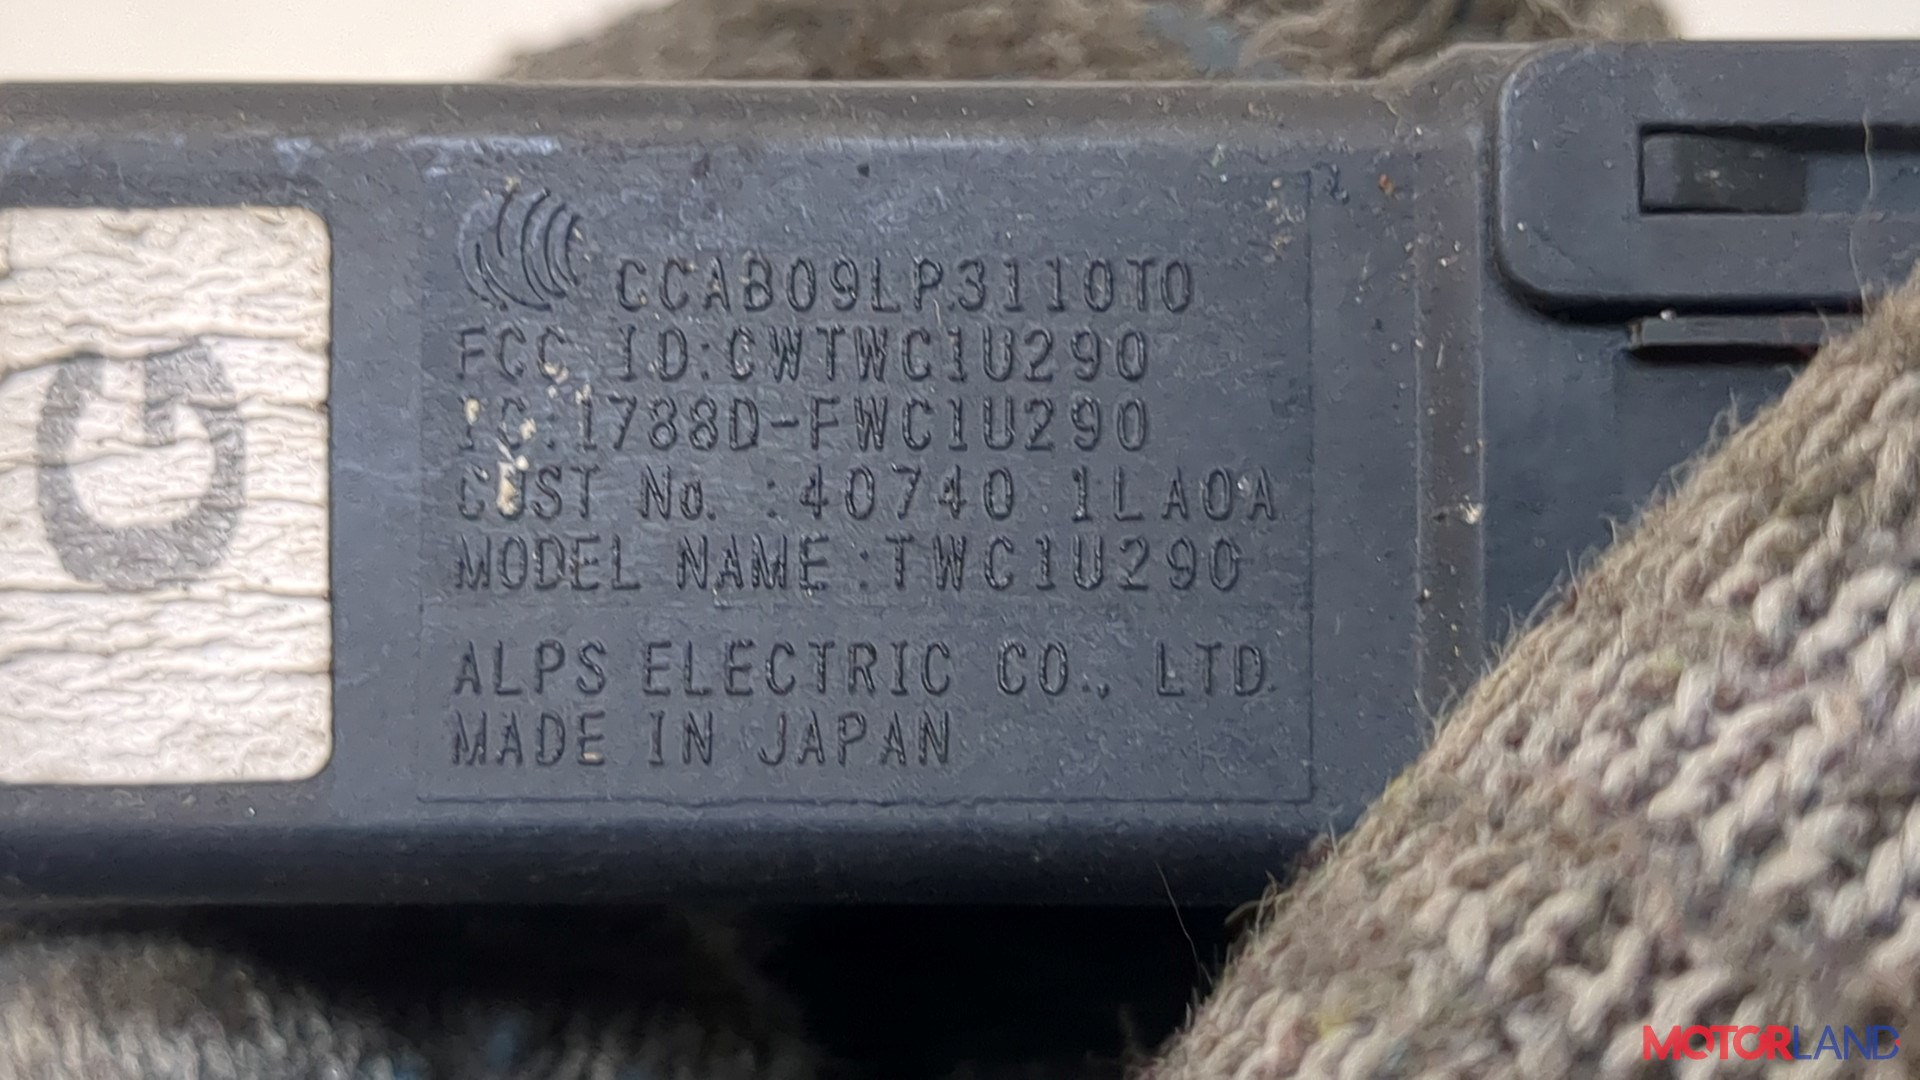 G
CCAB09LP3110T0
FCC ID:CWTWC1U290
IC:1788D-FWC1U290
CUST No. :40740 1LA0A
MODEL NAME:TWC1U290
ALPS ELECTRIC CO., LTD.
MADE IN JAPAN
MOTORLAND